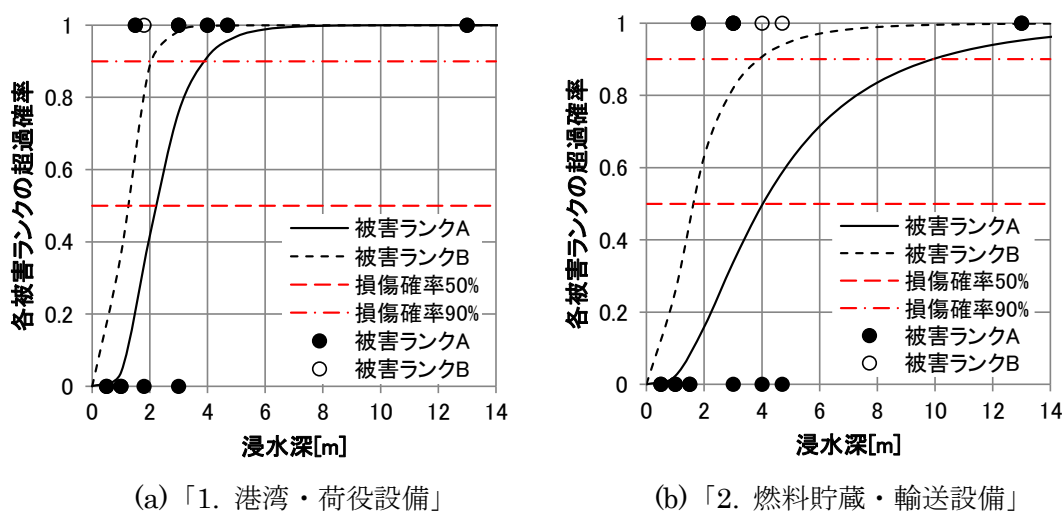 各被害ランクの超過確率
1
0.8
0.6
0.4
0.2
0
0 2 4 6 8 10 12 14
浸水深[m]
被害ランクA
被害ランクB
損傷確率50%
損傷確率90%
被害ランクA
被害ランクB
(a) 「1. 港湾・荷役設備」
各被害ランクの超過確率
1
0.8
0.6
0.4
0.2
0
0 2 4 6 8 10 12 14
浸水深[m]
被害ランクA
被害ランクB
損傷確率50%
損傷確率90%
被害ランクA
被害ランクB
(b) 「2. 燃料貯蔵・輸送設備」